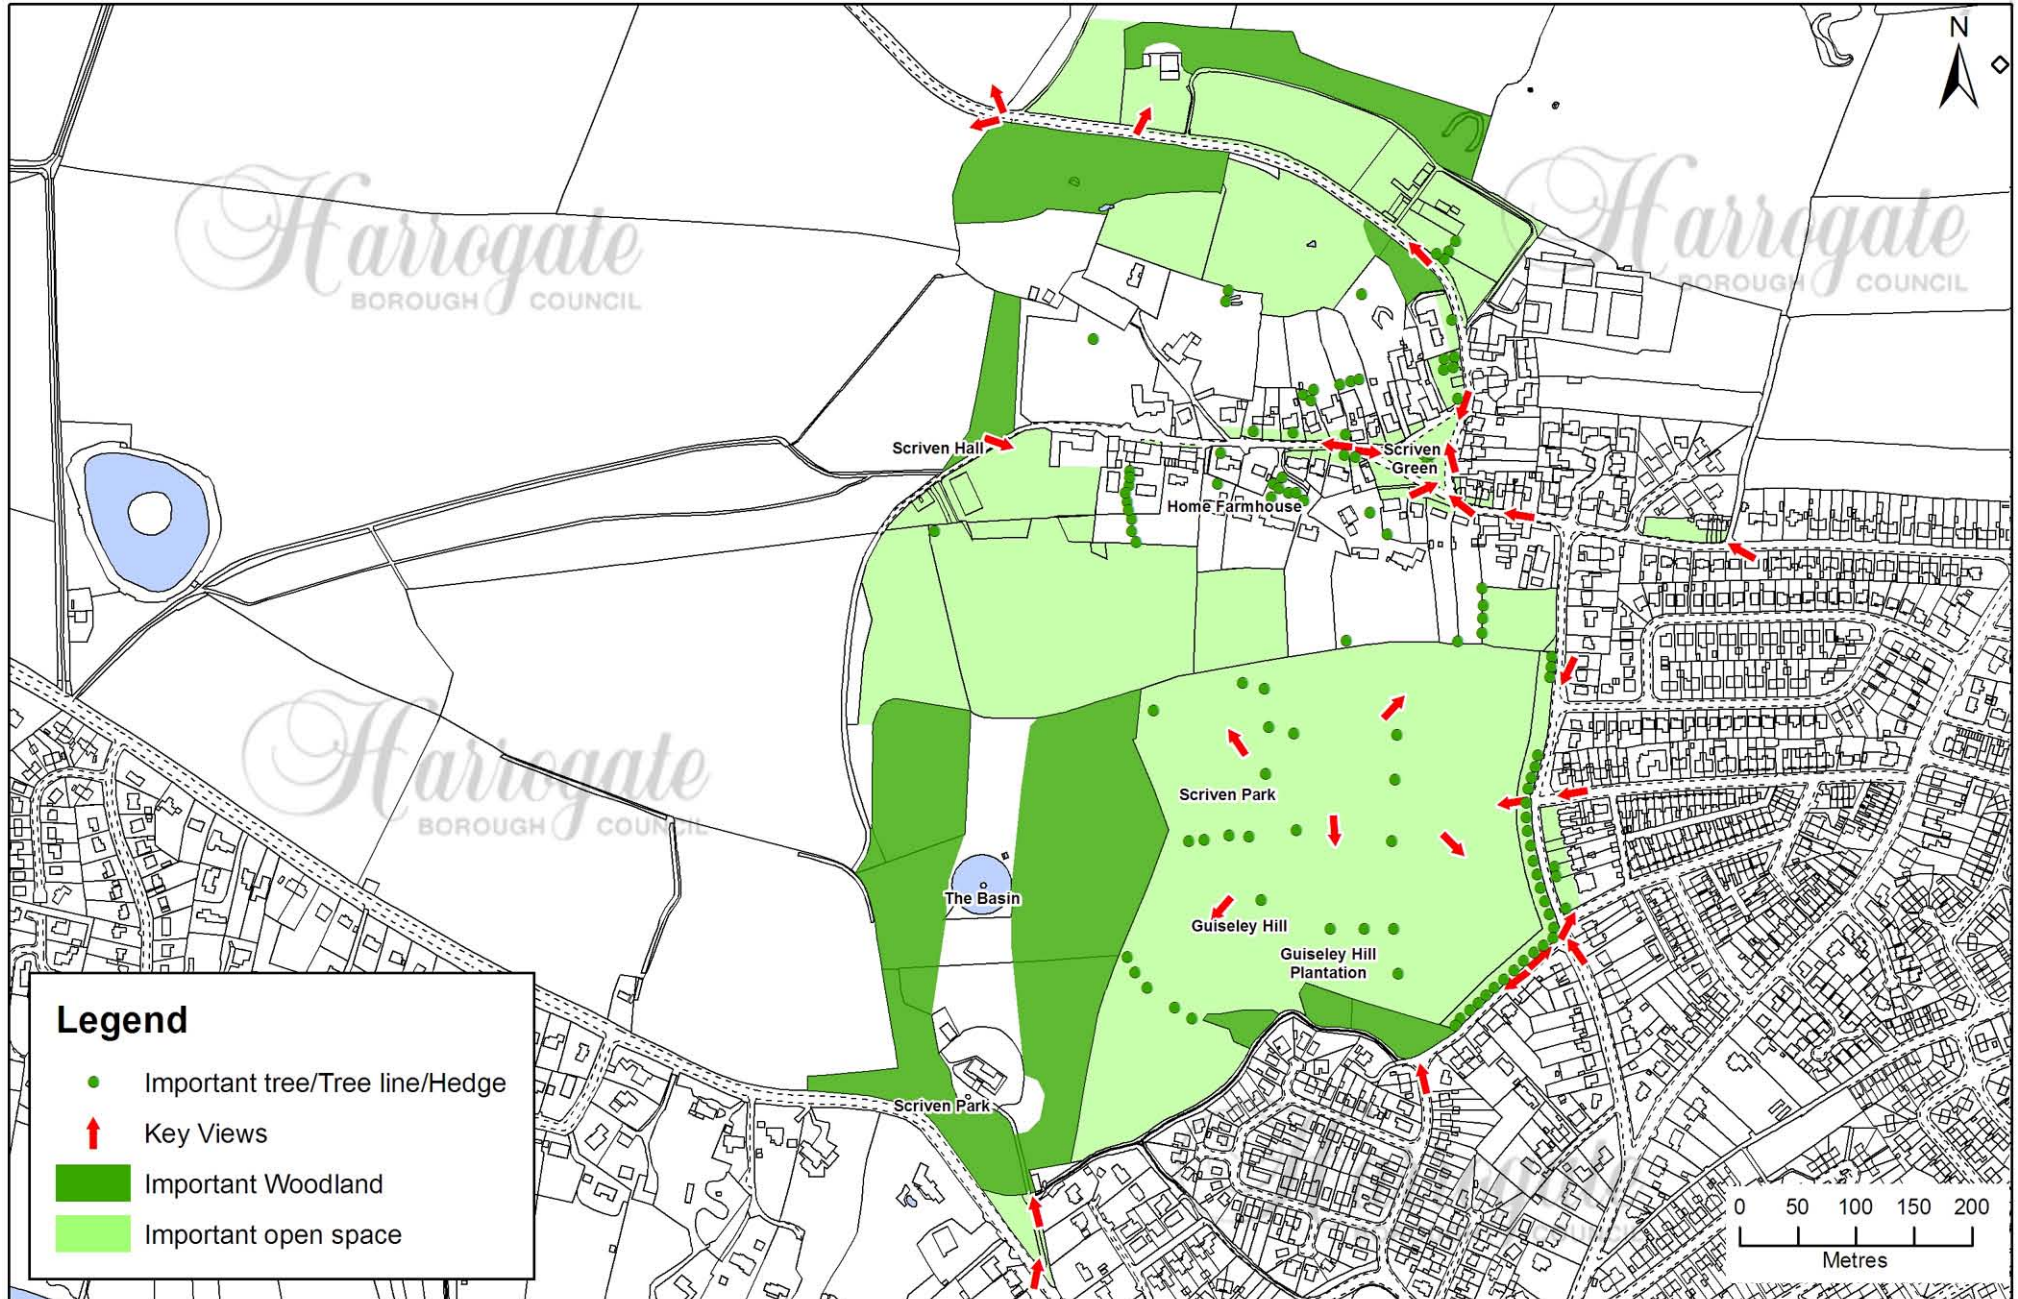 N
Harrogate
BOROUGH COUNCIL
Harrogate
BOROUGH COUNCIL
Scriven Hall
Scriven
Green
Home Farmhouse
Harrogate
BOROUGH COUNCIL
Scriven Park
The Basin
Guiseley Hill
Guiseley Hill
Plantation
Scriven Park
Legend
Important tree/Tree line/Hedge
Key Views
Important Woodland
Important open space
0 50 100 150 200
Metres